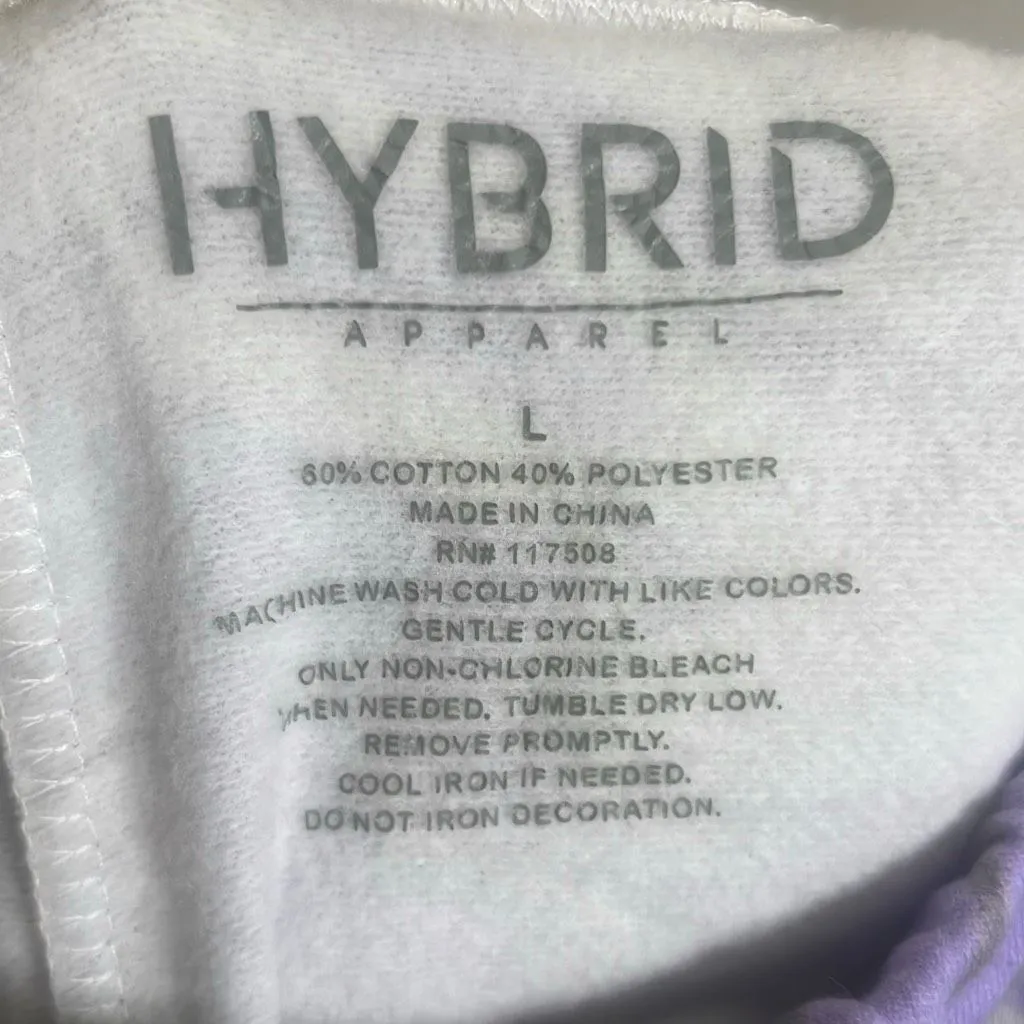 HYBRID
APPAREL
L
60% COTTON 40% POLYESTER
MADE IN CHINA
RN# 117508
MACHINE WASH COLD WITH LIKE COLORS.
GENTLE CYCLE.
ONLY NON-CHLORINE BLEACH
WHEN NEEDED. TUMBLE DRY LOW.
REMOVE PROMPTLY.
COOL IRON IF NEEDED.
DO NOT IRON DECORATION.